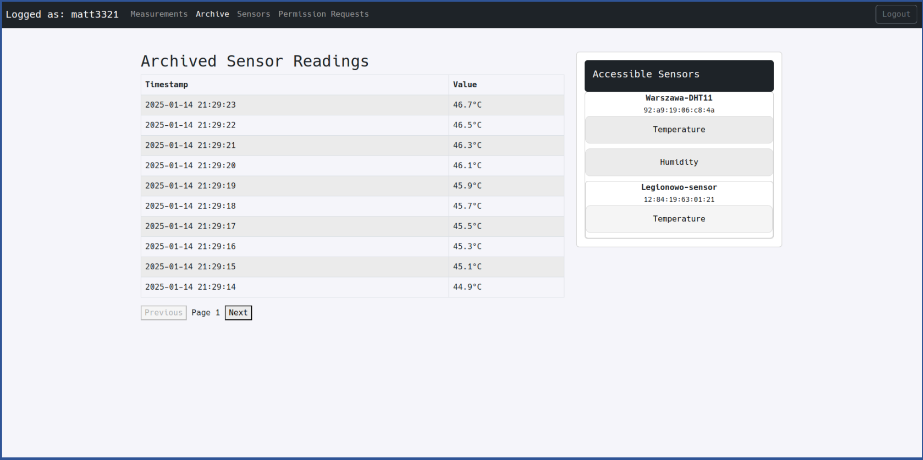 Logged as: matt3321 Measurements Archive Sensors Permission Requests Logout
Archived Sensor Readings
Timestamp Value
2025-01-14 21:29:23 46.7°C
2025-01-14 21:29:22 46.5°C
2025-01-14 21:29:21 46.3°C
2025-01-14 21:29:20 46.1°C
2025-01-14 21:29:19 45.9°C
2025-01-14 21:29:18 45.7°C
2025-01-14 21:29:17 45.5°C
2025-01-14 21:29:16 45.3°C
2025-01-14 21:29:15 45.1°C
2025-01-14 21:29:14 44.9°C
Previous Page 1 Next
Accessible Sensors
Warszawa-DHT11
92:a9:19:06:c8:4a
Temperature
Humidity
Legionowo-sensor
12:84:19:63:01:21
Temperature